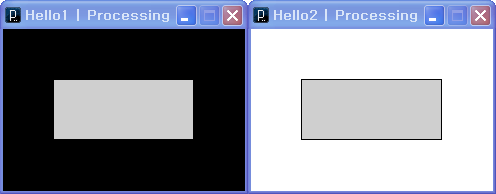 Hello1 | Processing
Hello2 | Processing